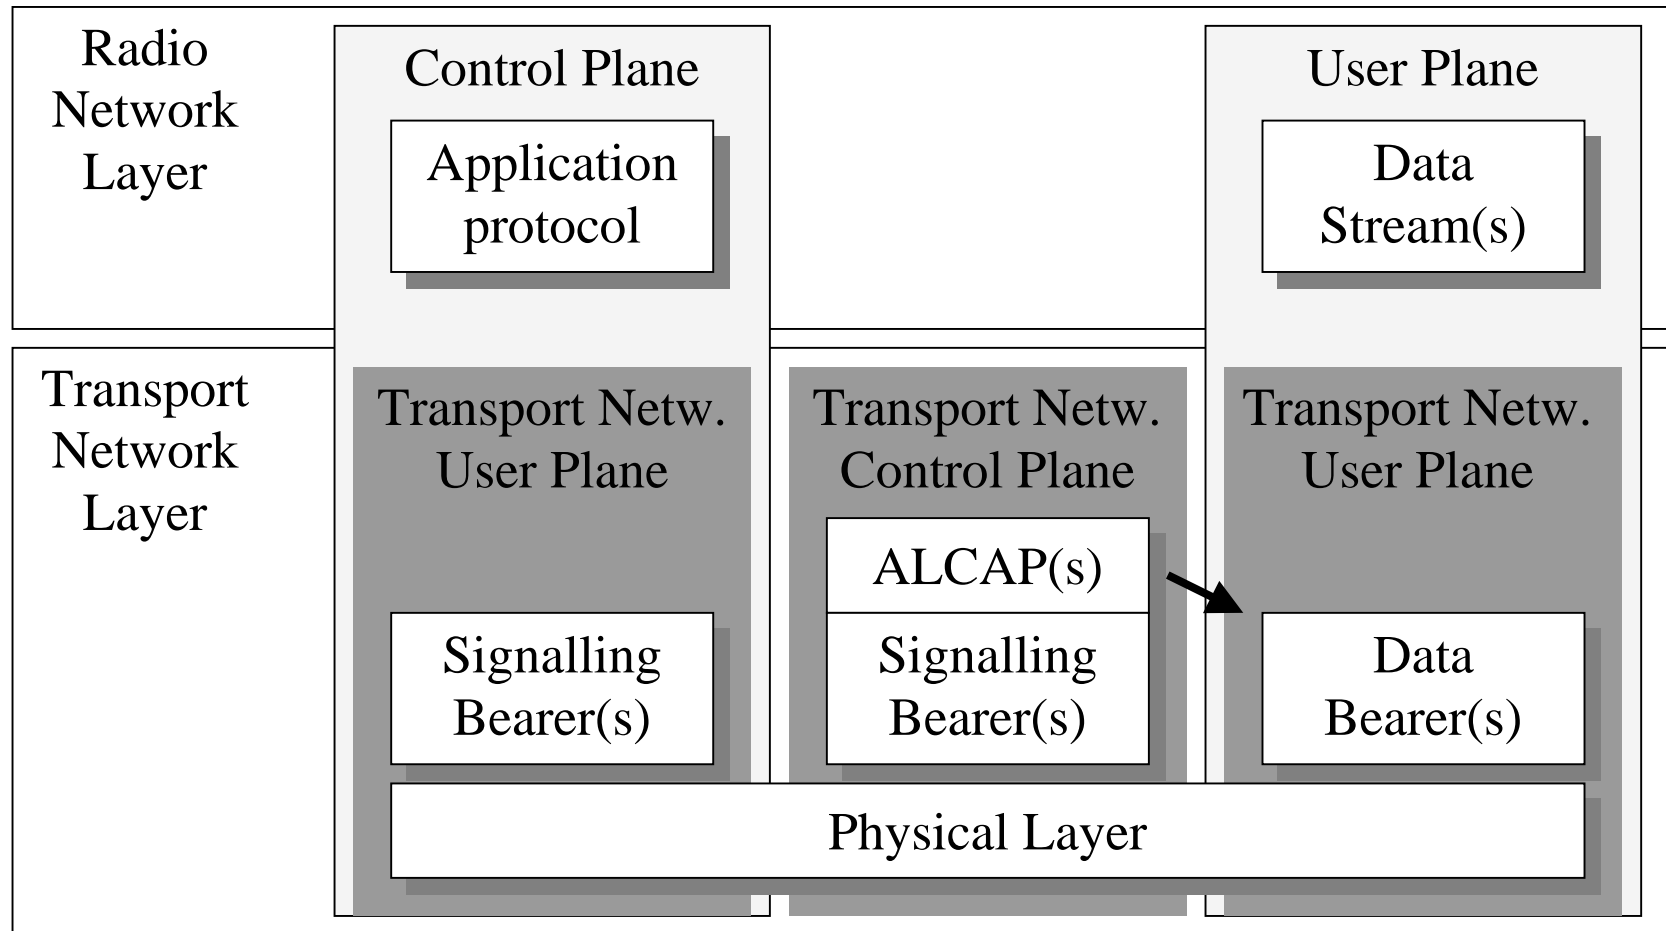 Radio
Network
Layer
Control Plane
Application
protocol
User Plane
Data
Stream(s)
Transport
Network
Layer
Transport Netw.
User Plane
Signalling
Bearer(s)
Transport Netw.
Control Plane
ALCAP(s)
Signalling
Bearer(s)
Transport Netw.
User Plane
Data
Bearer(s)
Physical Layer